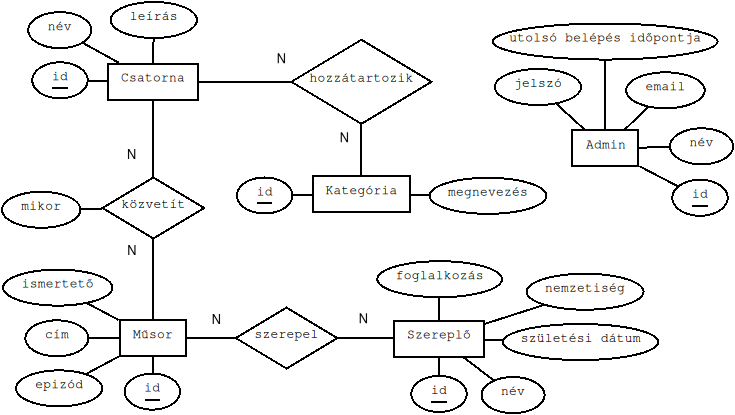 leírás
név
utolsó belépés időpontja
id
Csatorna
N
hozzátartozik
jelszó
email
N
Admin
név
N
mikor
közvetít
id
Kategória
megnevezés
id
N
ismertető
foglalkozás
nemzetiség
cím
Műsor
N
szerepel
N
Szereplő
születési dátum
epizód
id
id
név